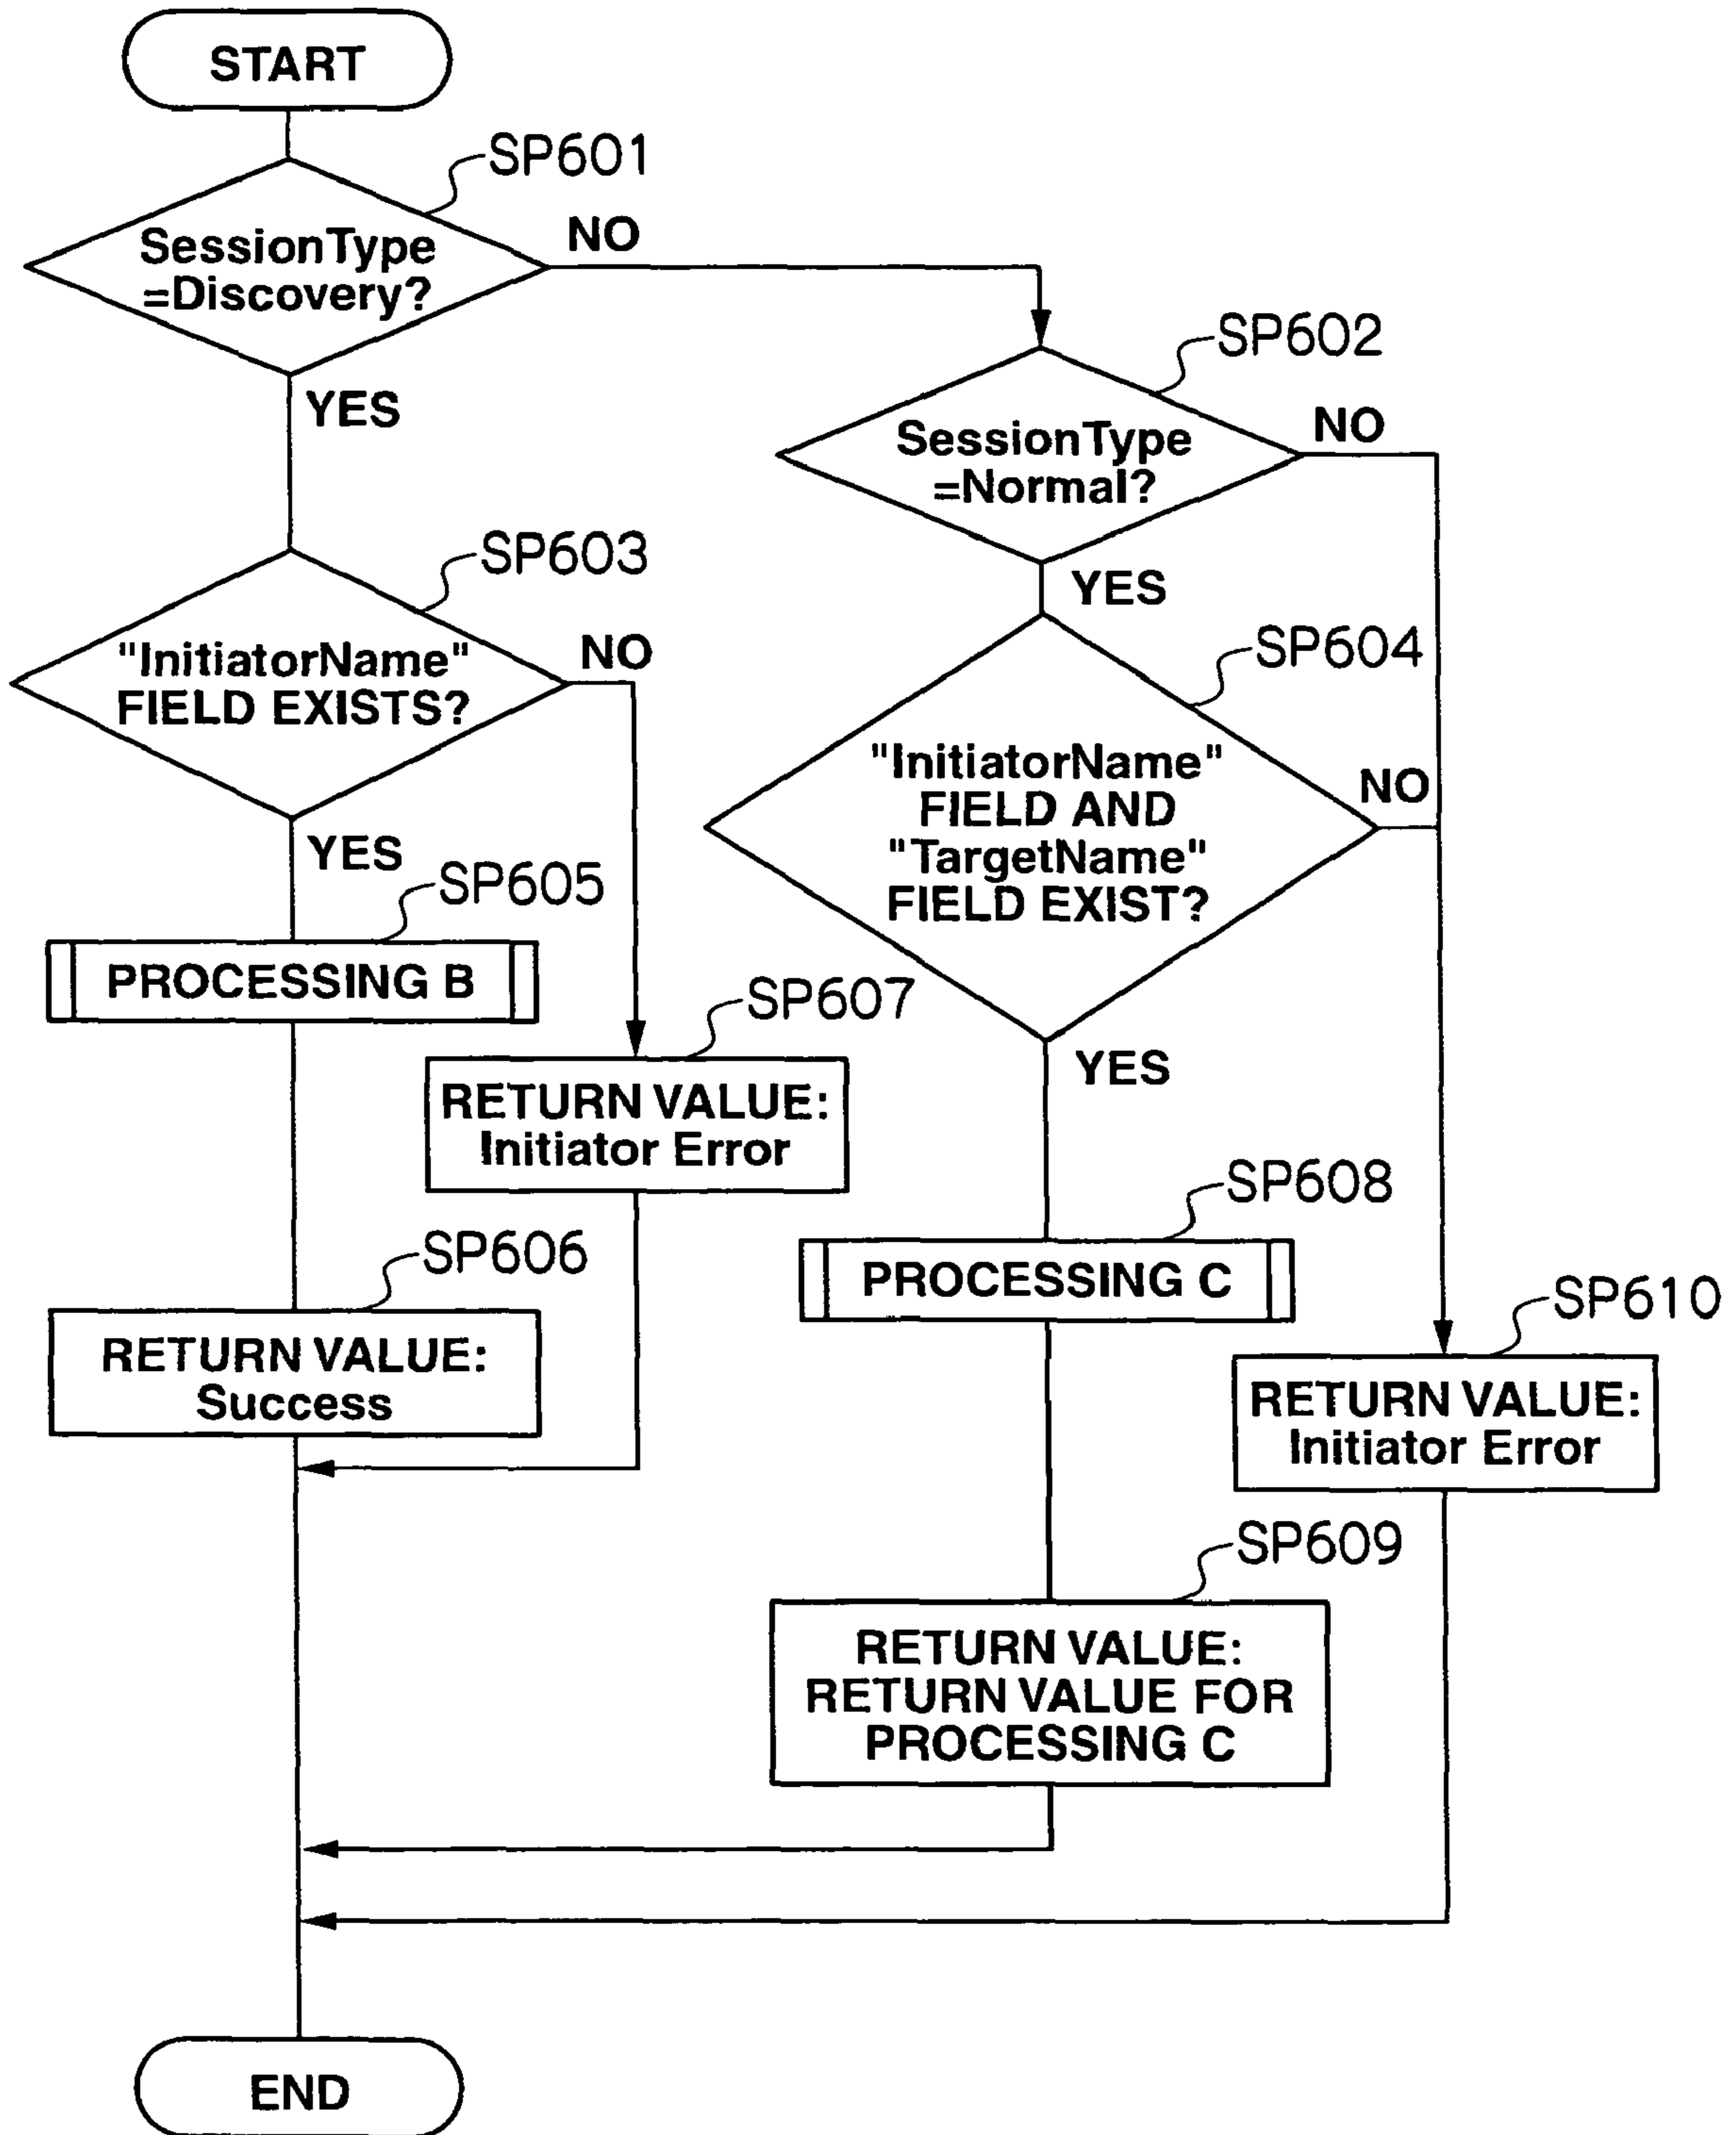 START
SP601
SessionType
=Discovery?
NO
YES
SP602
SessionType
=Normal?
NO
YES
SP603
"InitiatorName"
FIELD EXISTS?
NO
YES
SP604
"InitiatorName"
FIELD AND
"TargetName"
FIELD EXIST?
NO
YES
SP605
PROCESSING B
SP607
RETURN VALUE:
Initiator Error
SP606
RETURN VALUE:
Success
SP608
PROCESSING C
SP610
RETURN VALUE:
Initiator Error
SP609
RETURN VALUE:
RETURN VALUE FOR
PROCESSING C
END